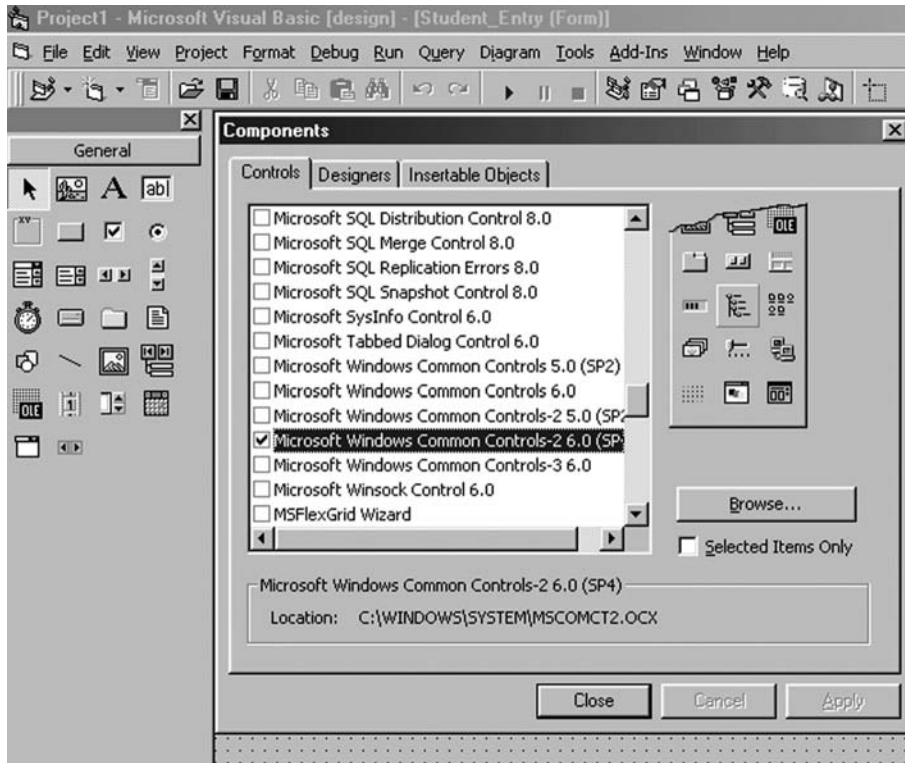 Project1 - Microsoft Visual Basic [design] - [Student_Entry (Form)]
File Edit View Project Format Debug Run Query Diagram Tools Add-Ins Window Help
General
A ab|
XY
OLE
1
Components
Controls Designers Insertable Objects
Microsoft SQL Distribution Control 8.0
Microsoft SQL Merge Control 8.0
Microsoft SQL Replication Errors 8.0
Microsoft SQL Snapshot Control 8.0
Microsoft SysInfo Control 6.0
Microsoft Tabbed Dialog Control 6.0
Microsoft Windows Common Controls 5.0 (SP2)
Microsoft Windows Common Controls 6.0
Microsoft Windows Common Controls-2 5.0 (SP2
Microsoft Windows Common Controls-2 6.0 (SP
Microsoft Windows Common Controls-3 6.0
Microsoft Winsock Control 6.0
MSFlexGrid Wizard
OLE
Browse...
Selected Items Only
Microsoft Windows Common Controls-2 6.0 (SP4)
Location: C:\WINDOWS\SYSTEM\MSCOMCT2.OCX
Close Cancel Apply